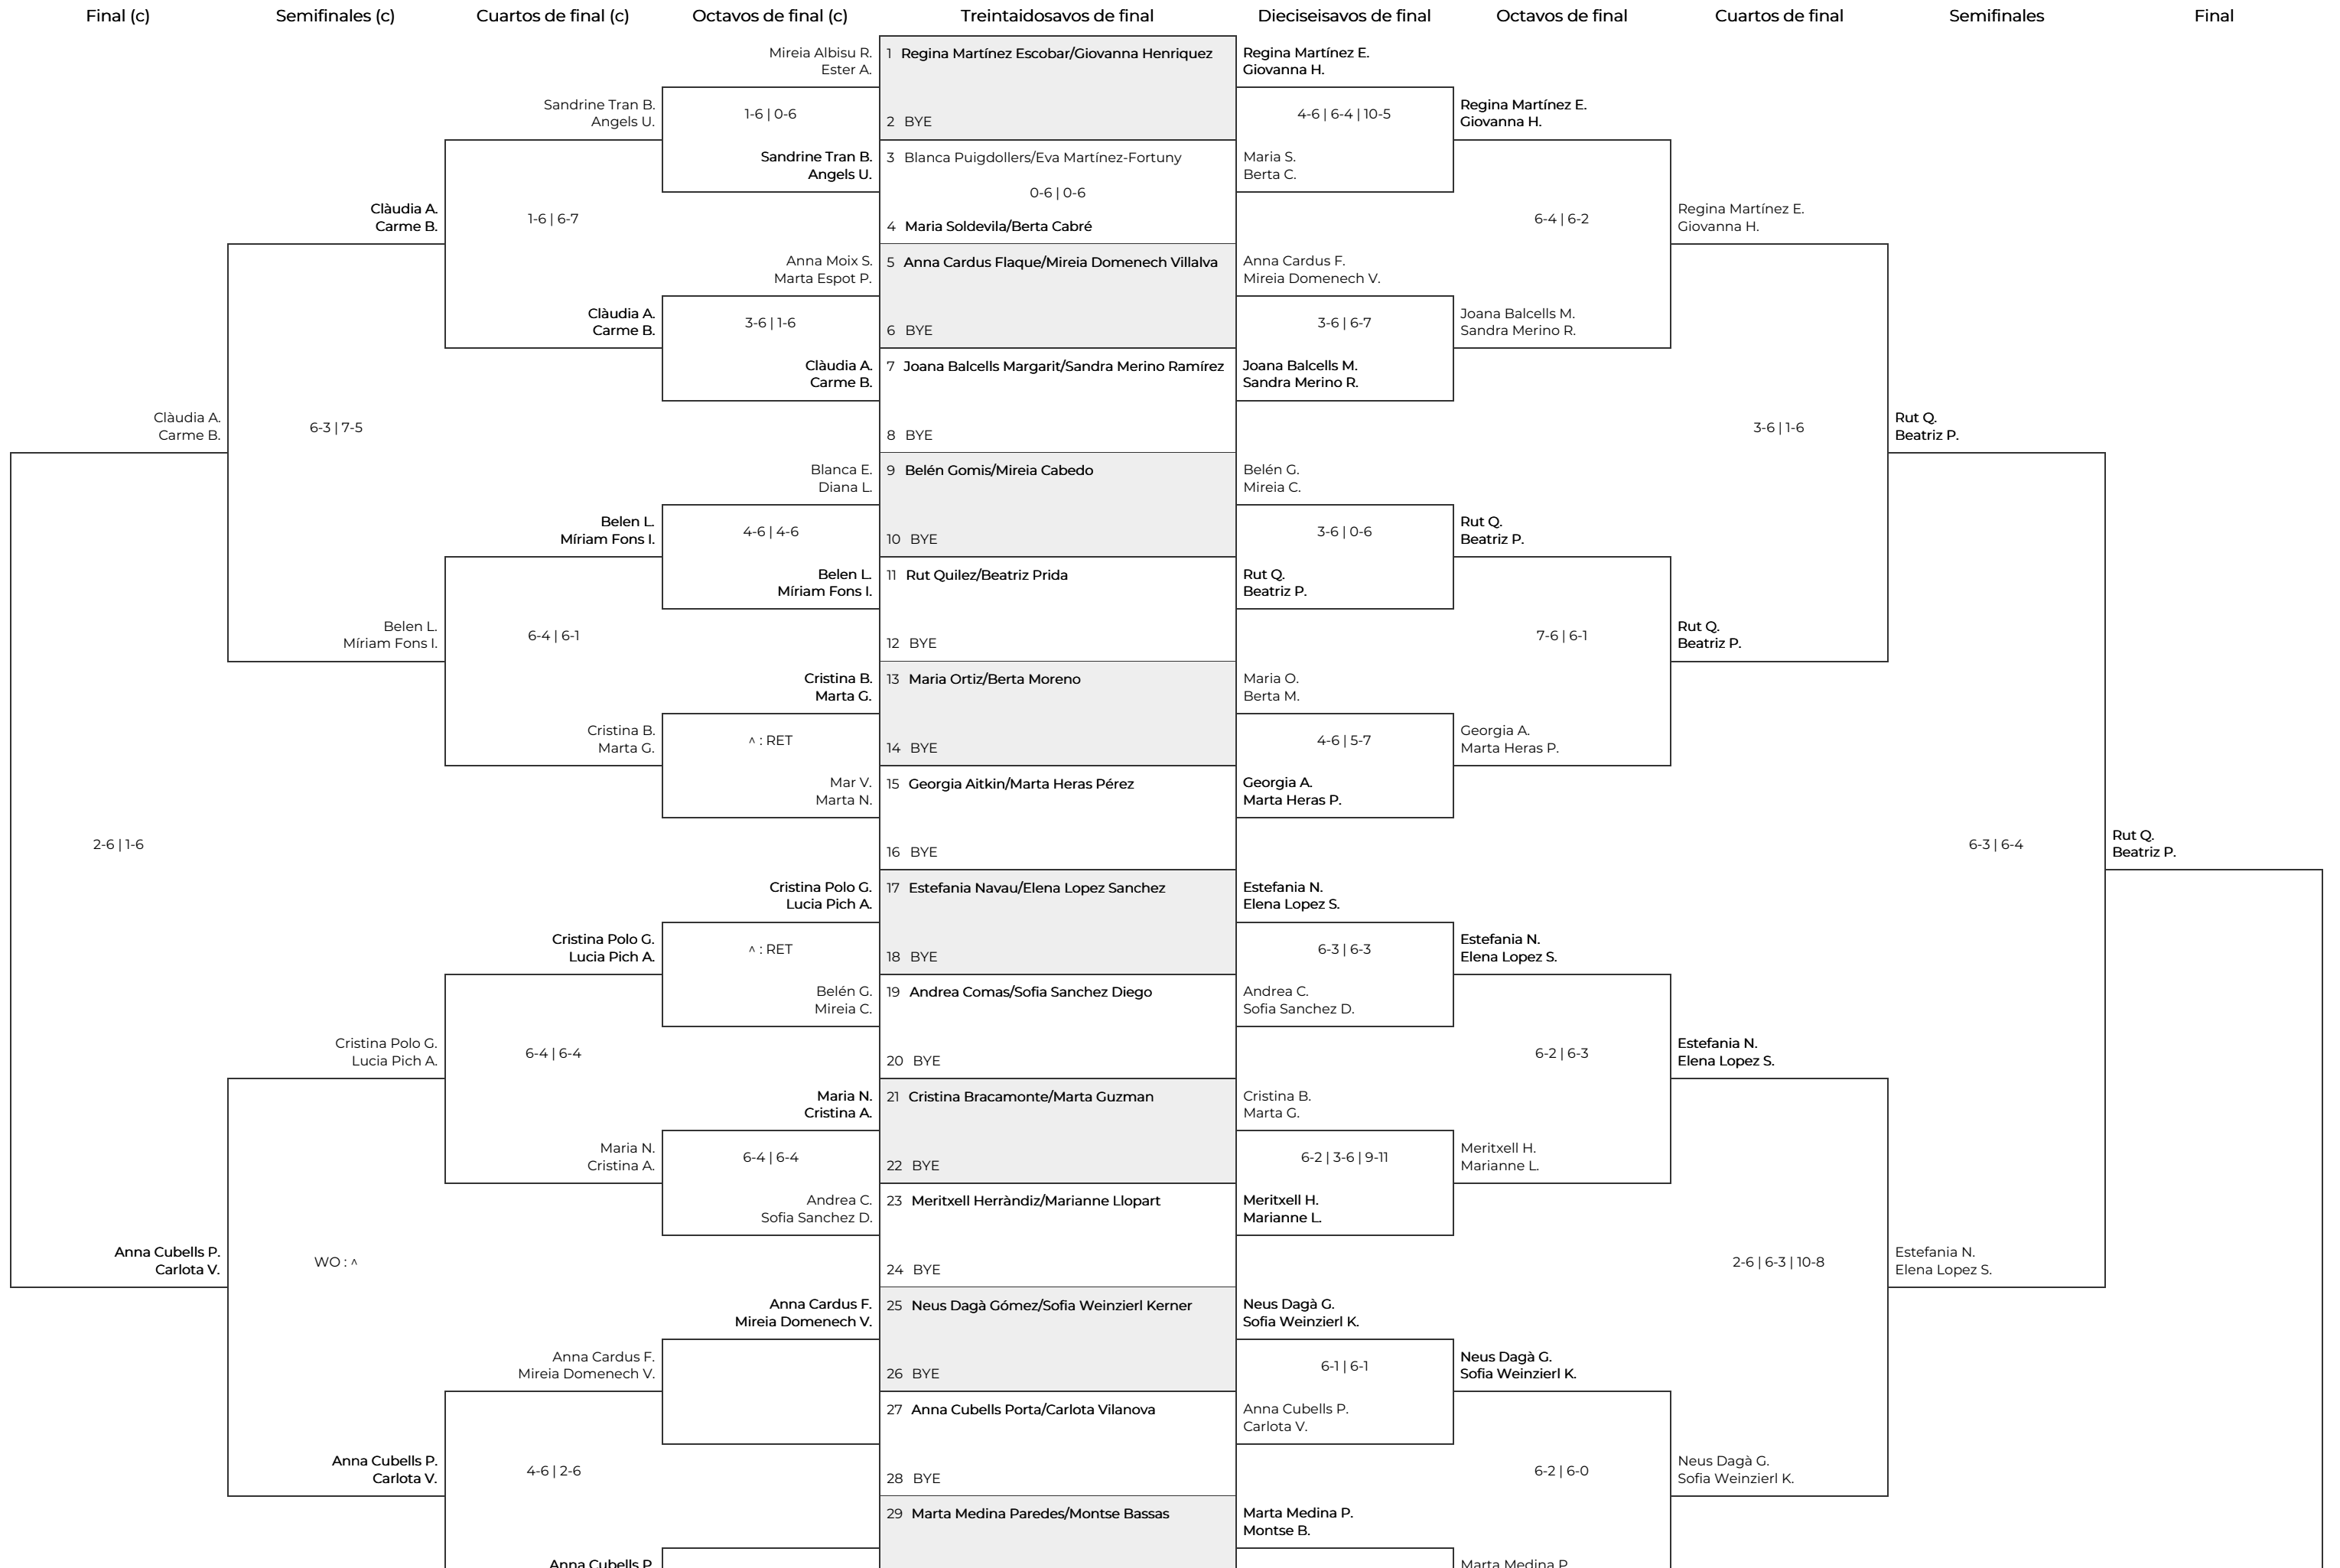 Final (c)
Semifinales (c)
Cuartos de final (c)
Octavos de final (c)
Treintaidosavos de final
Dieciseisavos de final
Octavos de final
Cuartos de final
Semifinales
Final
Clàudia A.
Carme B.
2-6 | 1-6
Anna Cubells P.
Carlota V.
Clàudia A.
Carme B.
6-3 | 7-5
Belen L.
Míriam Fons I.
Cristina Polo G.
Lucia Pich A.
WO : ^
Anna Cubells P.
Carlota V.
Sandrine Tran B.
Angels U.
1-6 | 6-7
Clàudia A.
Carme B.
Belen L.
Míriam Fons I.
6-4 | 6-1
Cristina B.
Marta G.
Cristina Polo G.
Lucia Pich A.
6-4 | 6-4
Maria N.
Cristina A.
Anna Cardus F.
Mireia Domenech V.
4-6 | 2-6
Anna Cubells P.
Mireia Albisu R.
Ester A.
1-6 | 0-6
Sandrine Tran B.
Angels U.
Anna Moix S.
Marta Espot P.
3-6 | 1-6
Clàudia A.
Carme B.
Blanca E.
Diana L.
4-6 | 4-6
Belen L.
Míriam Fons I.
Cristina B.
Marta G.
^ : RET
Mar V.
Marta N.
Cristina Polo G.
Lucia Pich A.
^ : RET
Belén G.
Mireia C.
Maria N.
Cristina A.
6-4 | 6-4
Andrea C.
Sofia Sanchez D.
Anna Cardus F.
Mireia Domenech V.
1 Regina Martínez Escobar/Giovanna Henriquez
2 BYE
3 Blanca Puigdollers/Eva Martínez-Fortuny
0-6 | 0-6
4 Maria Soldevila/Berta Cabré
5 Anna Cardus Flaque/Mireia Domenech Villalva
6 BYE
7 Joana Balcells Margarit/Sandra Merino Ramírez
8 BYE
9 Belén Gomis/Mireia Cabedo
10 BYE
11 Rut Quilez/Beatriz Prida
12 BYE
13 Maria Ortiz/Berta Moreno
14 BYE
15 Georgia Aitkin/Marta Heras Pérez
16 BYE
17 Estefania Navau/Elena Lopez Sanchez
18 BYE
19 Andrea Comas/Sofia Sanchez Diego
20 BYE
21 Cristina Bracamonte/Marta Guzman
22 BYE
23 Meritxell Herràndiz/Marianne Llopart
24 BYE
25 Neus Dagà Gómez/Sofia Weinzierl Kerner
26 BYE
27 Anna Cubells Porta/Carlota Vilanova
28 BYE
29 Marta Medina Paredes/Montse Bassas
Regina Martínez E.
Giovanna H.
4-6 | 6-4 | 10-5
Maria S.
Berta C.
Anna Cardus F.
Mireia Domenech V.
3-6 | 6-7
Joana Balcells M.
Sandra Merino R.
Belén G.
Mireia C.
3-6 | 0-6
Rut Q.
Beatriz P.
Maria O.
Berta M.
4-6 | 5-7
Georgia A.
Marta Heras P.
Estefania N.
Elena Lopez S.
6-3 | 6-3
Andrea C.
Sofia Sanchez D.
Cristina B.
Marta G.
6-2 | 3-6 | 9-11
Meritxell H.
Marianne L.
Neus Dagà G.
Sofia Weinzierl K.
6-1 | 6-1
Anna Cubells P.
Carlota V.
Marta Medina P.
Montse B.
Regina Martínez E.
Giovanna H.
6-4 | 6-2
Joana Balcells M.
Sandra Merino R.
Rut Q.
Beatriz P.
7-6 | 6-1
Georgia A.
Marta Heras P.
Estefania N.
Elena Lopez S.
6-2 | 6-3
Meritxell H.
Marianne L.
Neus Dagà G.
Sofia Weinzierl K.
6-2 | 6-0
Marta Medina P.
Regina Martínez E.
Giovanna H.
3-6 | 1-6
Rut Q.
Beatriz P.
Estefania N.
Elena Lopez S.
2-6 | 6-3 | 10-8
Neus Dagà G.
Sofia Weinzierl K.
Rut Q.
Beatriz P.
6-3 | 6-4
Estefania N.
Elena Lopez S.
Rut Q.
Beatriz P.